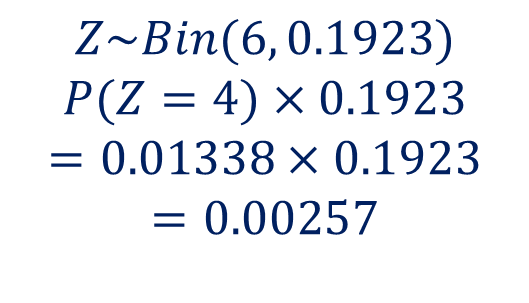 Z~Bin(6, 0.1923)
P(Z = 4) × 0.1923
= 0.01338 × 0.1923
= 0.00257